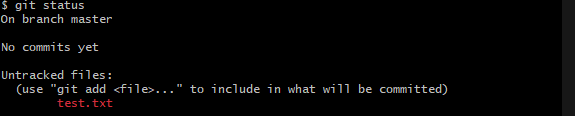 $ git status
On branch master

No commits yet

Untracked files:
  (use "git add <file>..." to include in what will be committed)
        test.txt